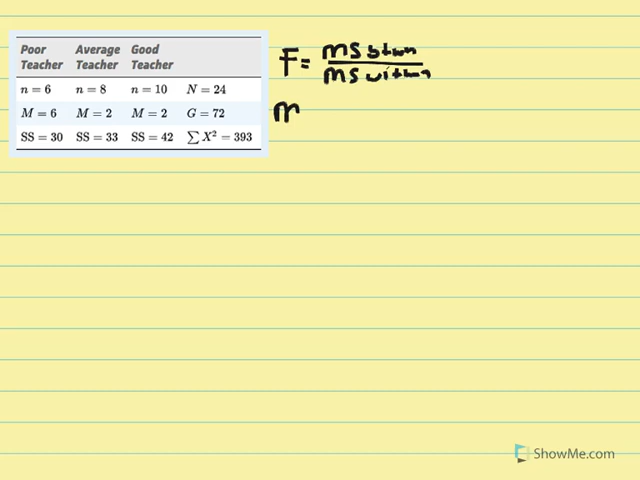 Poor Teacher Average Teacher Good Teacher
n = 6 n = 8 n = 10 N = 24
M = 6 M = 2 M = 2 G = 72
SS = 30 SS = 33 SS = 42 ∑ X² = 393
F = MS btwn
MS withn
M
ShowMe.com